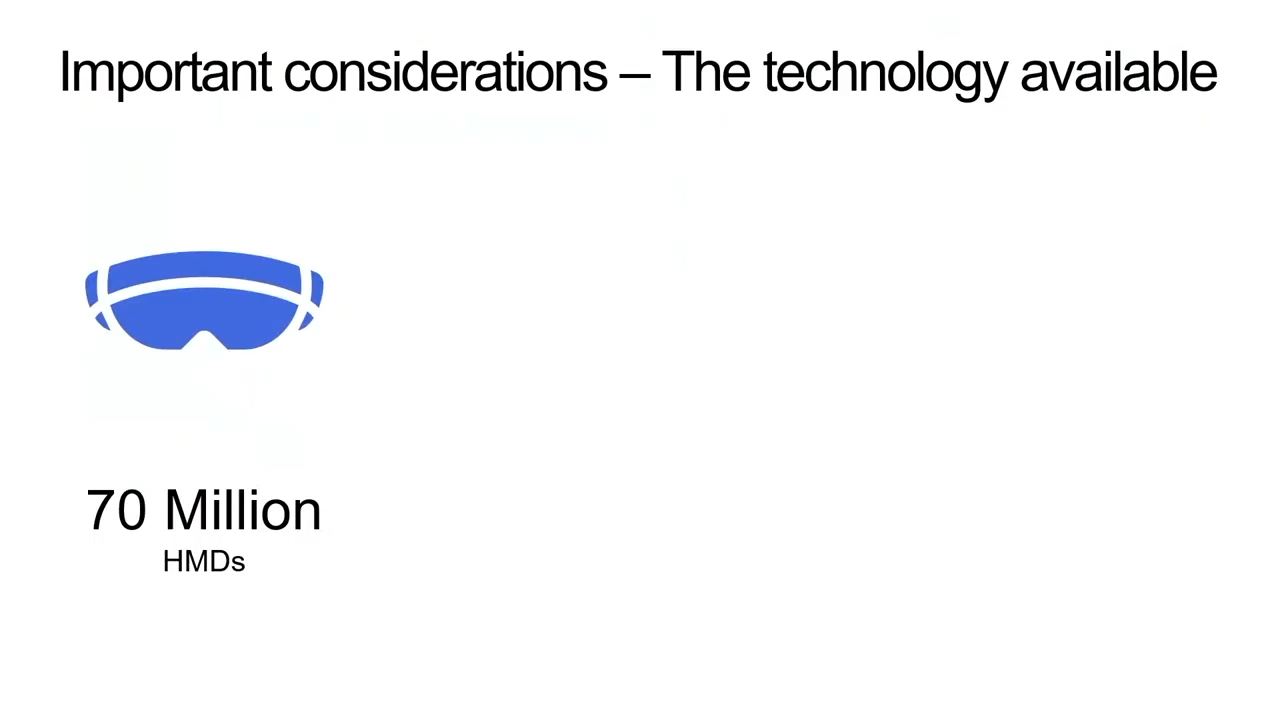 Important considerations – The technology available
70 Million
HMDs